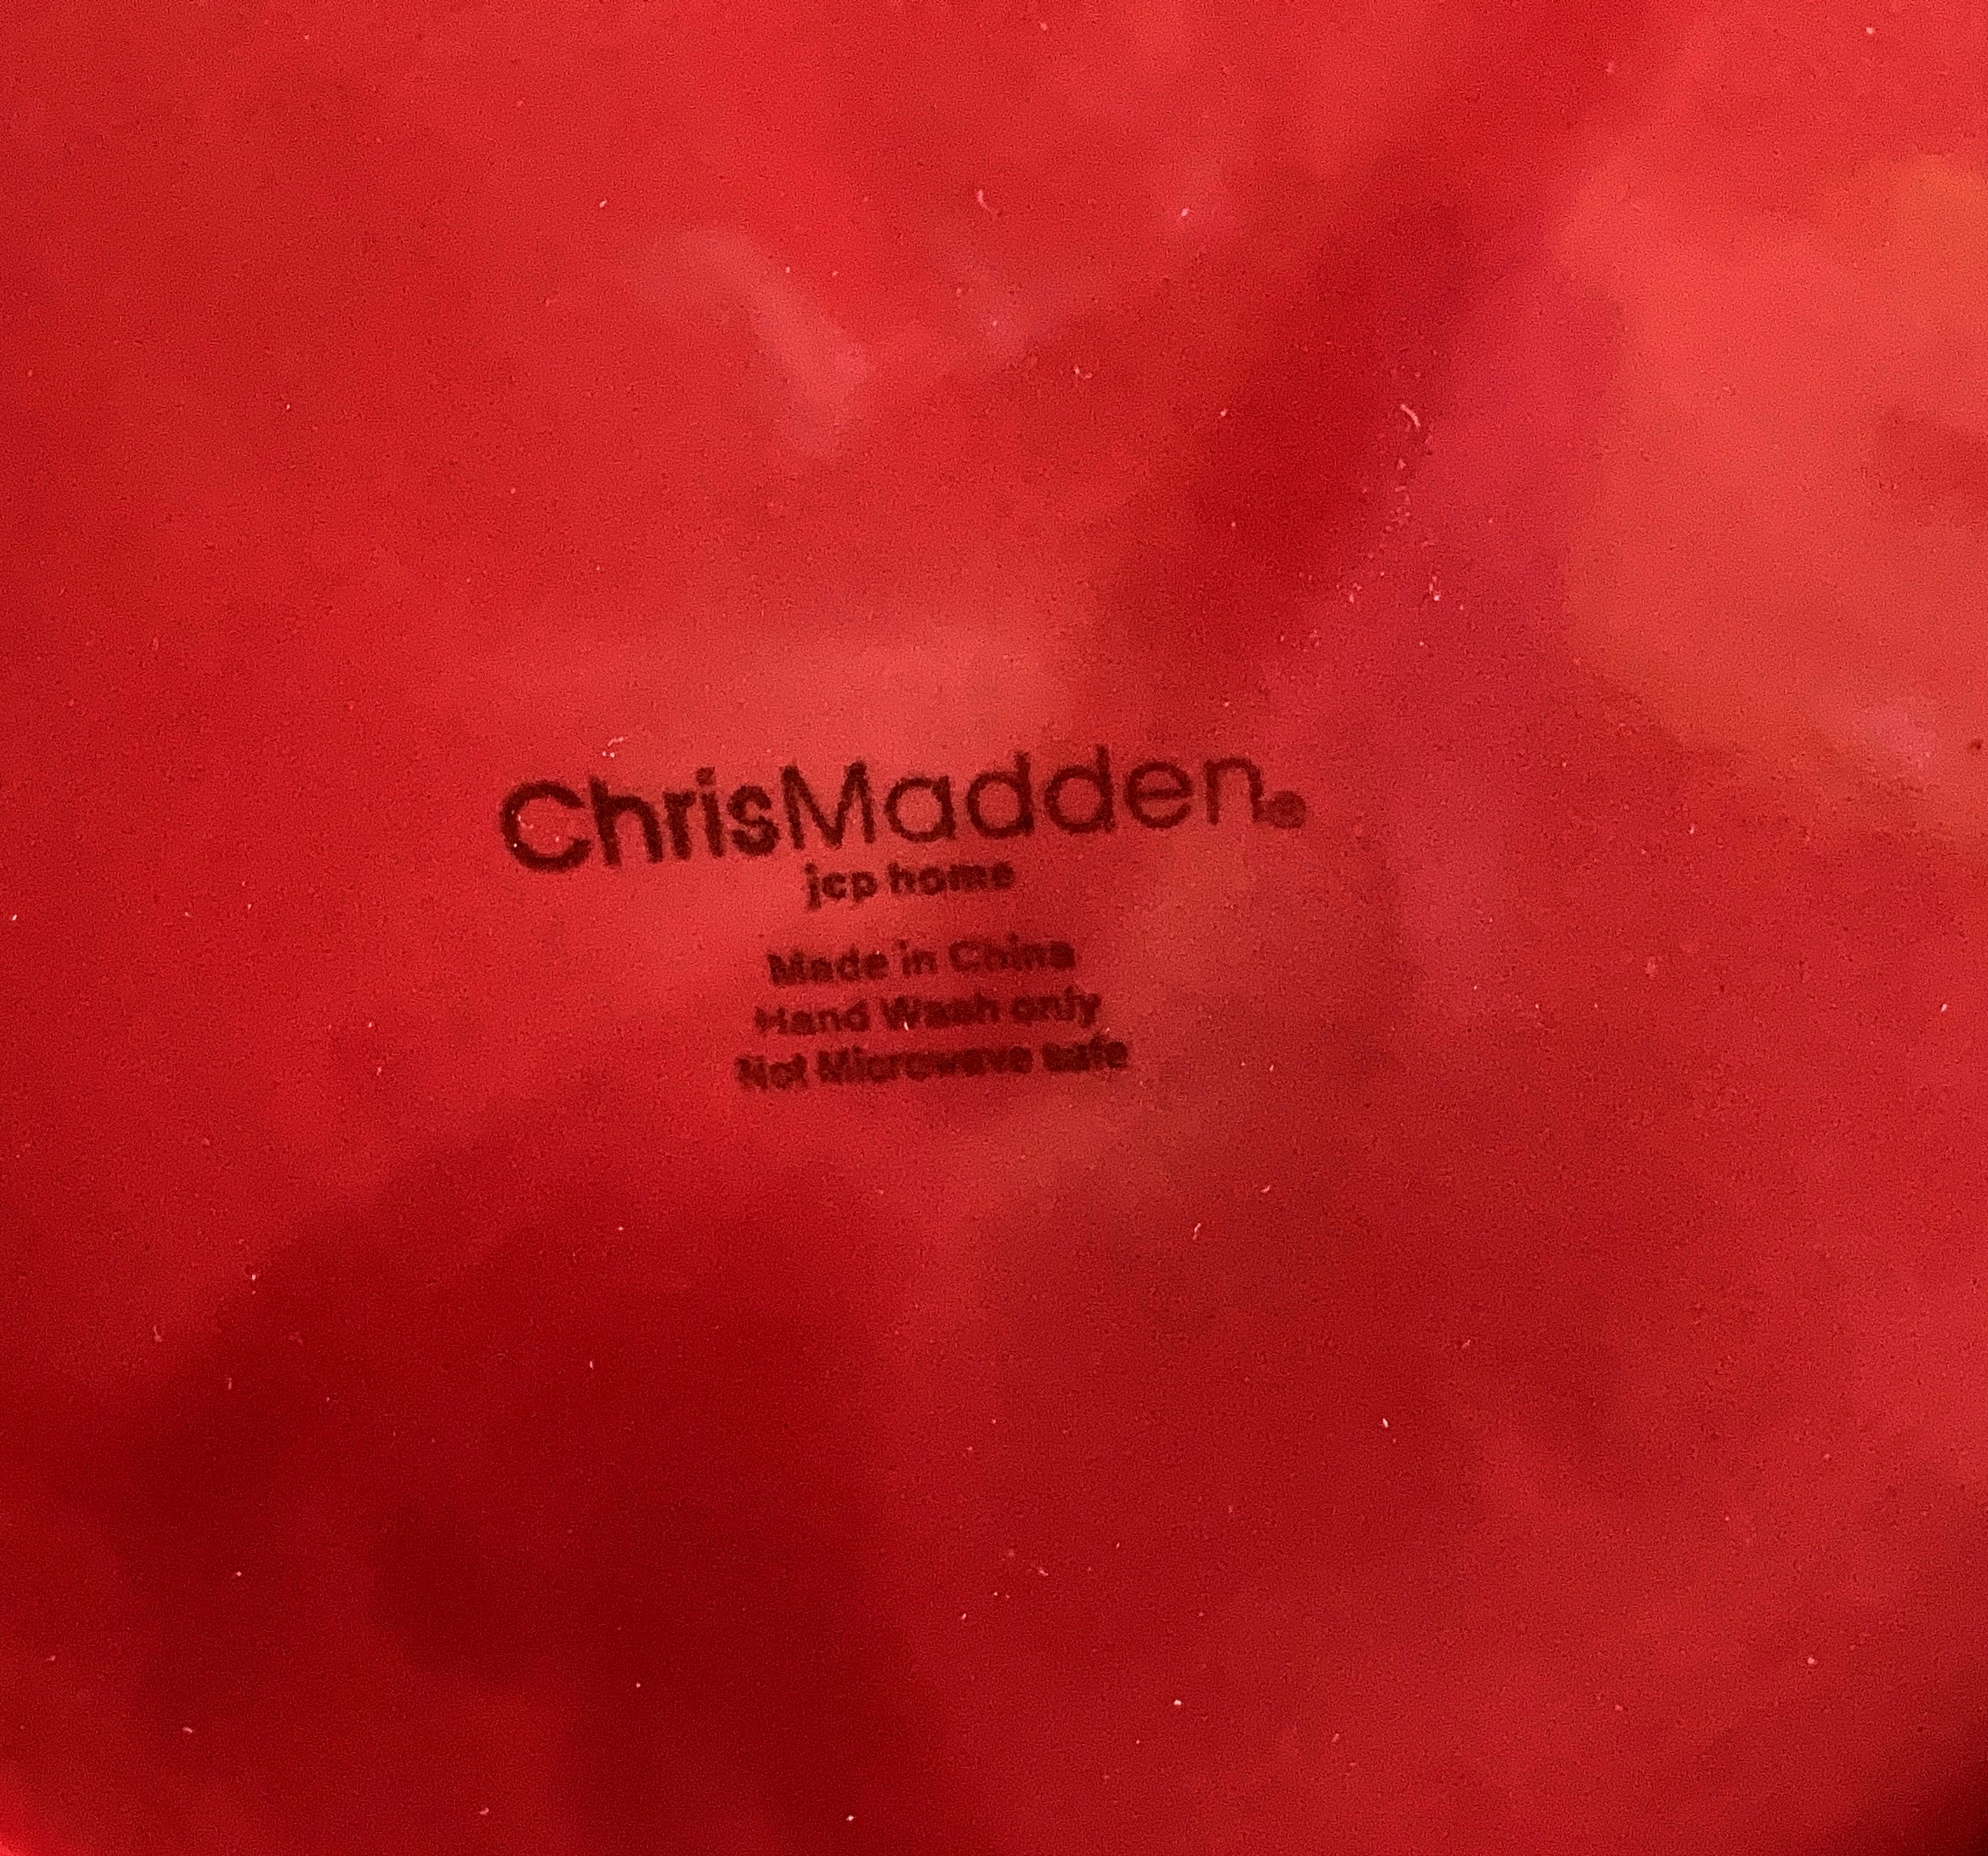 ChrisMadden®
jcp home
Made in China
Hand Wash only
Not Microwave safe